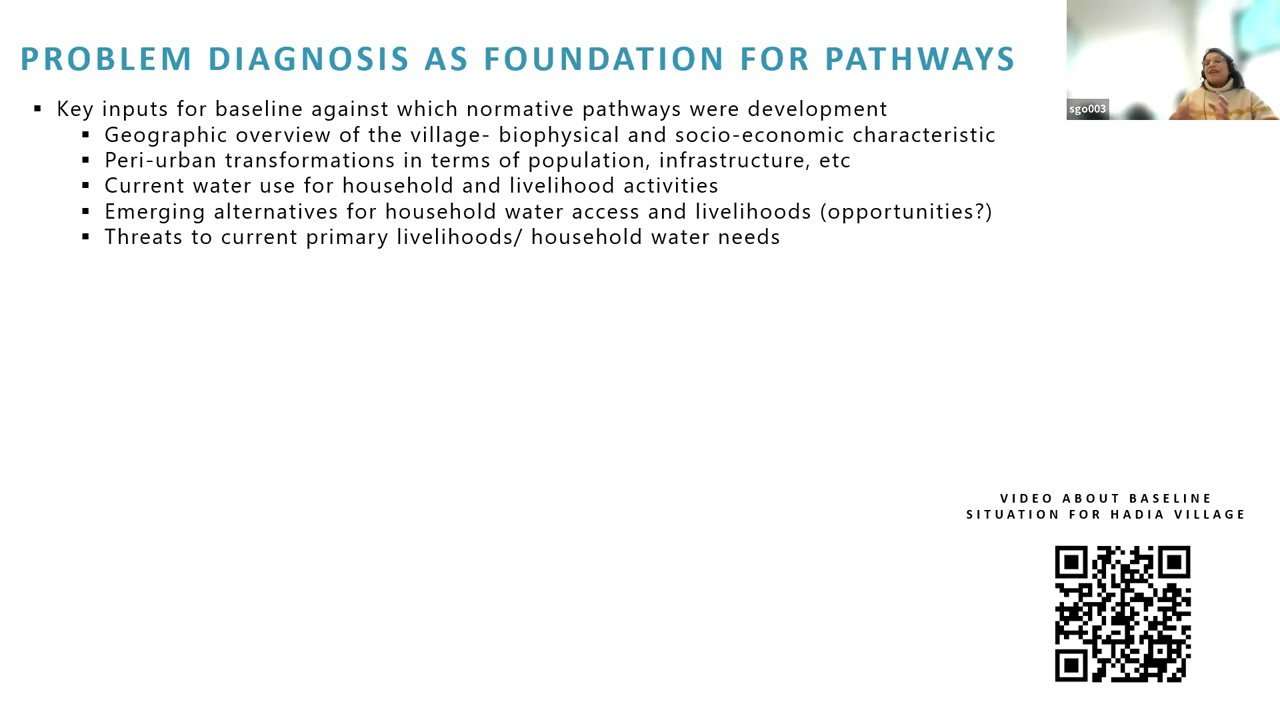 PROBLEM DIAGNOSIS AS FOUNDATION FOR PATHWAYS
sgo003
▪ Key inputs for baseline against which normative pathways were development
▪ Geographic overview of the village- biophysical and socio-economic characteristic
▪ Peri-urban transformations in terms of population, infrastructure, etc
▪ Current water use for household and livelihood activities
▪ Emerging alternatives for household water access and livelihoods (opportunities?)
▪ Threats to current primary livelihoods/ household water needs
VIDEO ABOUT BASELINE
SITUATION FOR HADIA VILLAGE